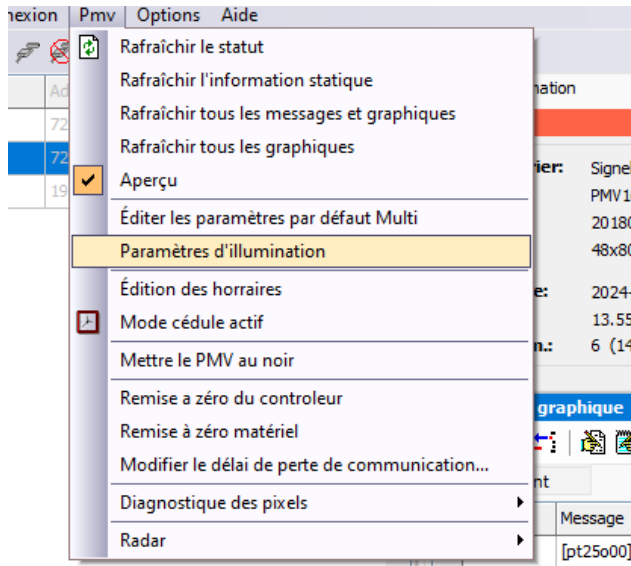 nexion Pmv Options Aide
Rafraîchir le statut
Rafraîchir l'information statique
Rafraîchir tous les messages et graphiques
Rafraîchir tous les graphiques
Aperçu
Éditer les paramètres par défaut Multi
Paramètres d'illumination
Édition des horraires
Mode cédule actif
Mettre le PMV au noir
Remise a zéro du controleur
Remise à zéro matériel
Modifier le délai de perte de communication...
Diagnostique des pixels
Radar
Ad
72
72
19
nation
ier: Signel
PMV1
20180
48x80
e: 2024-
13.55
n.: 6 (14
graphique
nt
Message
[pt25o00]